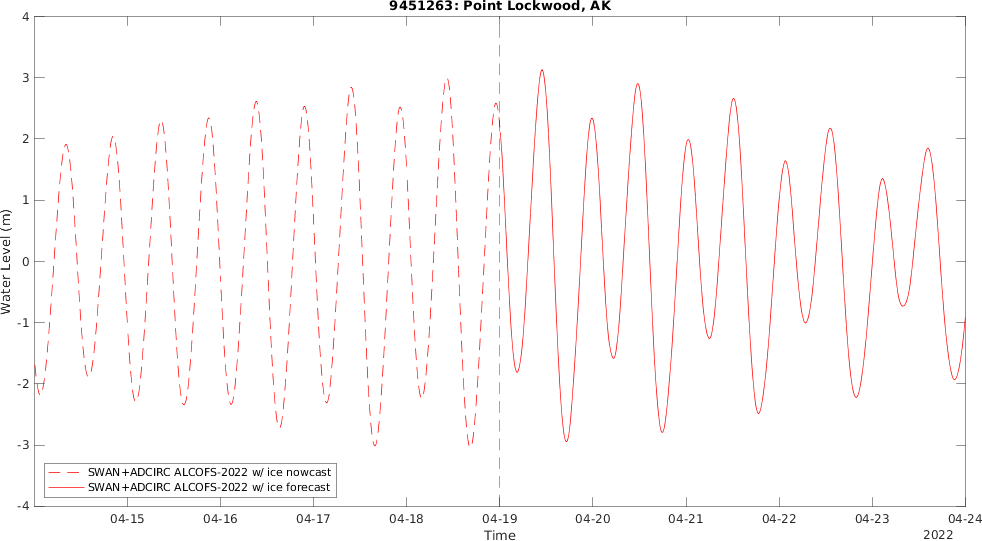 9451263: Point Lockwood, AK
4
3
2
1
0
-1
-2
-3
-4
Water Level (m)
SWAN+ADCIRC ALCOFS-2022 w/ ice nowcast
SWAN+ADCIRC ALCOFS-2022 w/ ice forecast
04-15 04-16 04-17 04-18 04-19 04-20 04-21 04-22 04-23 04-24
Time
2022